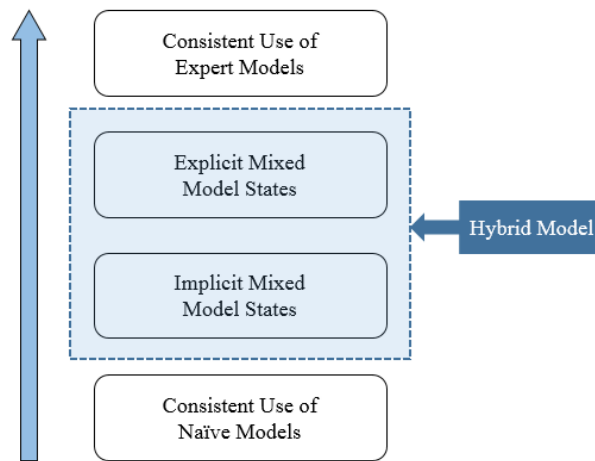 Consistent Use of
Expert Models
Explicit Mixed
Model States
Hybrid Model
Implicit Mixed
Model States
Consistent Use of
Naïve Models